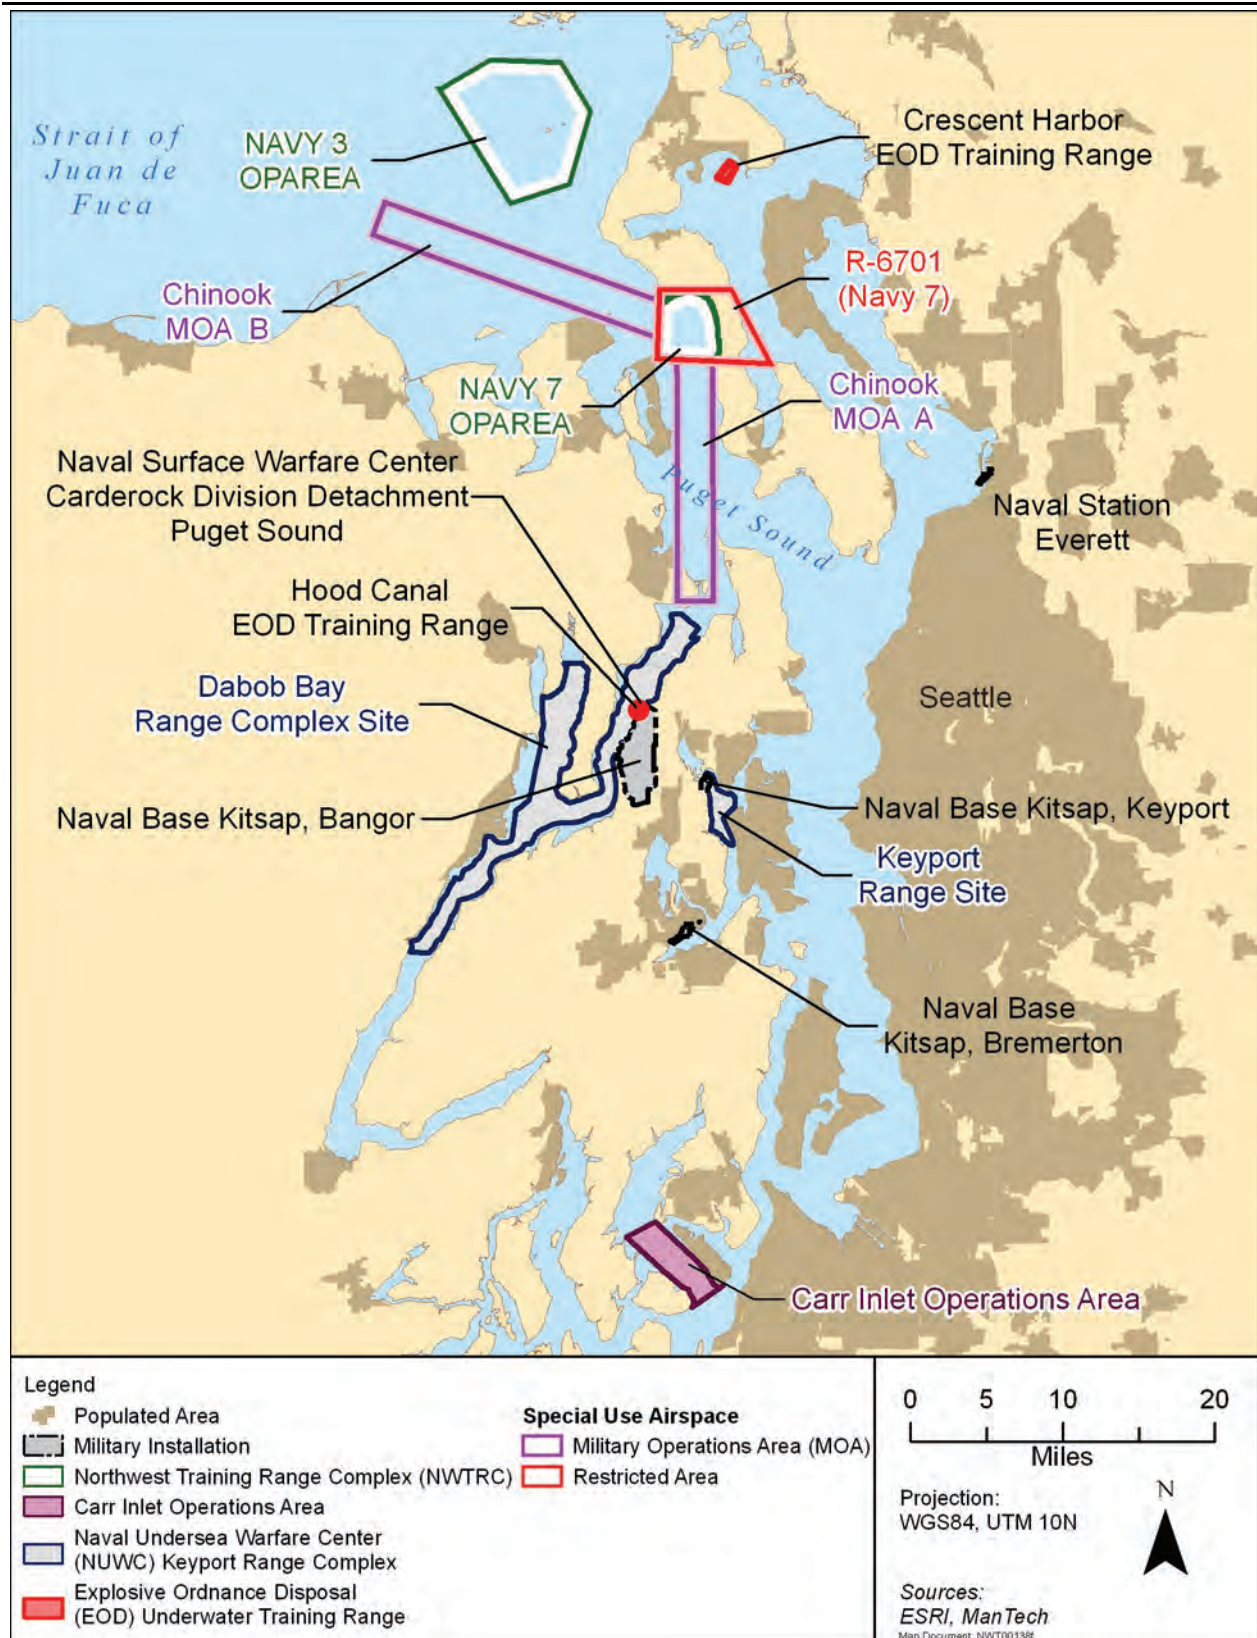 Strait of
Juan de
Fuca
NAVY 3
OPAREA
Crescent Harbor
EOD Training Range
R-6701
(Navy 7)
Chinook
MOA B
NAVY 7
OPAREA
Chinook
MOA A
Puget Sound
Naval Surface Warfare Center
Carderock Division Detachment
Puget Sound
Naval Station
Everett
Hood Canal
EOD Training Range
Dabob Bay
Range Complex Site
Seattle
Naval Base Kitsap, Bangor
Naval Base Kitsap, Keyport
Keyport
Range Site
Naval Base
Kitsap, Bremerton
Carr Inlet Operations Area
Legend
Populated Area
Military Installation
Northwest Training Range Complex (NWTRC)
Carr Inlet Operations Area
Naval Undersea Warfare Center
(NUWC) Keyport Range Complex
Explosive Ordnance Disposal
(EOD) Underwater Training Range
Special Use Airspace
Military Operations Area (MOA)
Restricted Area
0 5 10 20
Miles
Projection:
WGS84, UTM 10N
N
Sources:
ESRI, ManTech
Map Document: NWT00138f